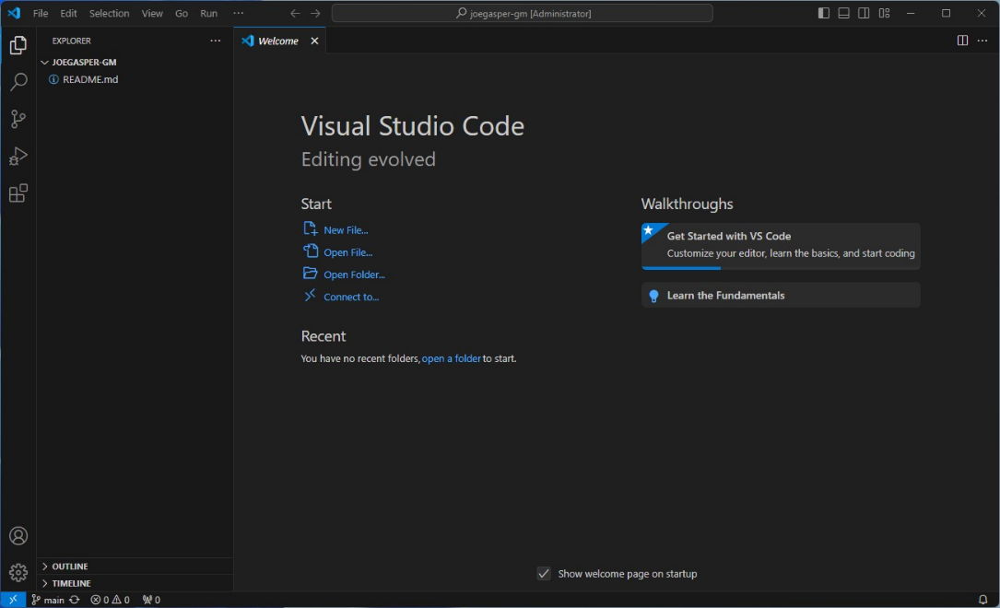 File Edit Selection View Go Run ··· joegasper-gm [Administrator]
EXPLORER ···
JOEGASPER-GM
README.md
Welcome
Visual Studio Code
Editing evolved
Start
New File...
Open File...
Open Folder...
Connect to...
Recent
You have no recent folders, open a folder to start.
Walkthroughs
Get Started with VS Code
Customize your editor, learn the basics, and start coding
Learn the Fundamentals
Show welcome page on startup
OUTLINE
TIMELINE
main 0 0 0